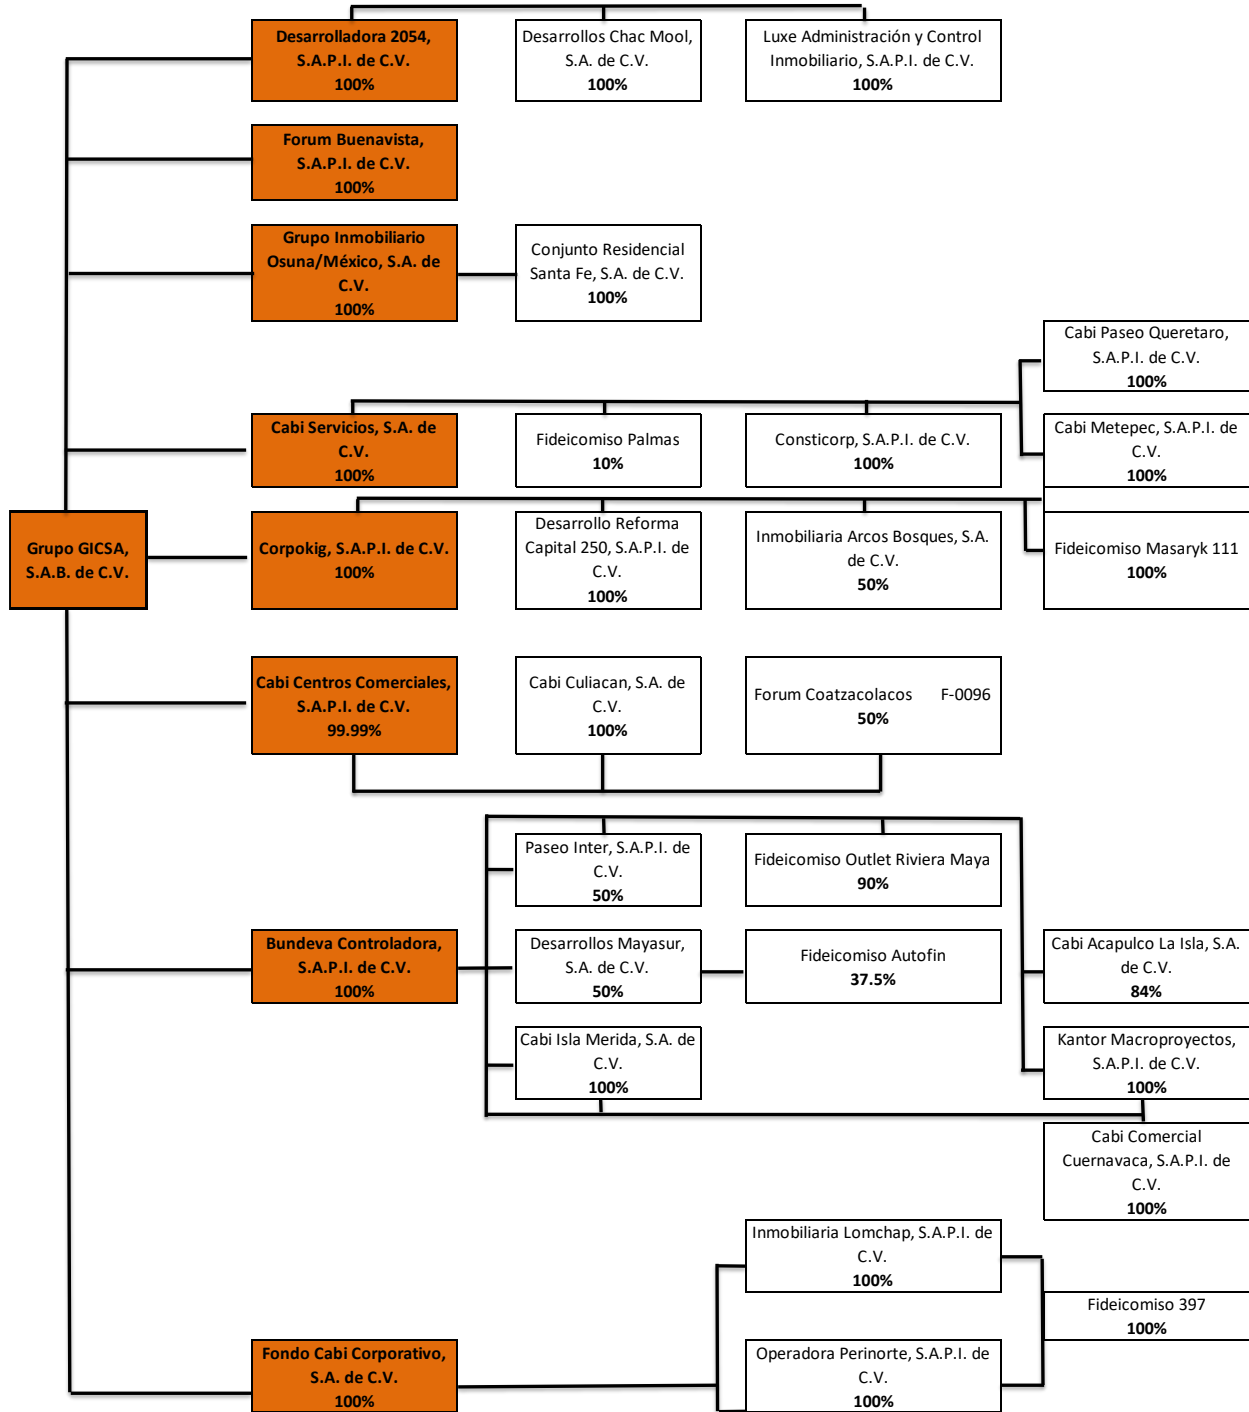 Desarrolladora 2054,
S.A.P.I. de C.V.
100%
Desarrollos Chac Mool,
S.A. de C.V.
100%
Luxe Administración y Control
Inmobiliario, S.A.P.I. de C.V.
100%
Forum Buenavista,
S.A.P.I. de C.V.
100%
Grupo Inmobiliario
Osuna/México, S.A. de
C.V.
100%
Conjunto Residencial
Santa Fe, S.A. de C.V.
100%
Cabi Paseo Queretaro,
S.A.P.I. de C.V.
100%
Cabi Servicios, S.A. de
C.V.
100%
Fideicomiso Palmas
10%
Consticorp, S.A.P.I. de C.V.
100%
Cabi Metepec, S.A.P.I. de
C.V.
100%
Grupo GICSA,
S.A.B. de C.V.
Corpokig, S.A.P.I. de C.V.
100%
Desarrollo Reforma
Capital 250, S.A.P.I. de
C.V.
100%
Inmobiliaria Arcos Bosques, S.A.
de C.V.
50%
Fideicomiso Masaryk 111
100%
Cabi Centros Comerciales,
S.A.P.I. de C.V.
99.99%
Cabi Culiacan, S.A. de
C.V.
100%
Forum Coatzacolacos F-0096
50%
Paseo Inter, S.A.P.I. de
C.V.
50%
Fideicomiso Outlet Riviera Maya
90%
Bundeva Controladora,
S.A.P.I. de C.V.
100%
Desarrollos Mayasur,
S.A. de C.V.
50%
Fideicomiso Autofin
37.5%
Cabi Acapulco La Isla, S.A.
de C.V.
84%
Cabi Isla Merida, S.A. de
C.V.
100%
Kantor Macroproyectos,
S.A.P.I. de C.V.
100%
Cabi Comercial
Cuernavaca, S.A.P.I. de
C.V.
100%
Inmobiliaria Lomchap, S.A.P.I. de
C.V.
100%
Fideicomiso 397
100%
Fondo Cabi Corporativo,
S.A. de C.V.
100%
Operadora Perinorte, S.A.P.I. de
C.V.
100%